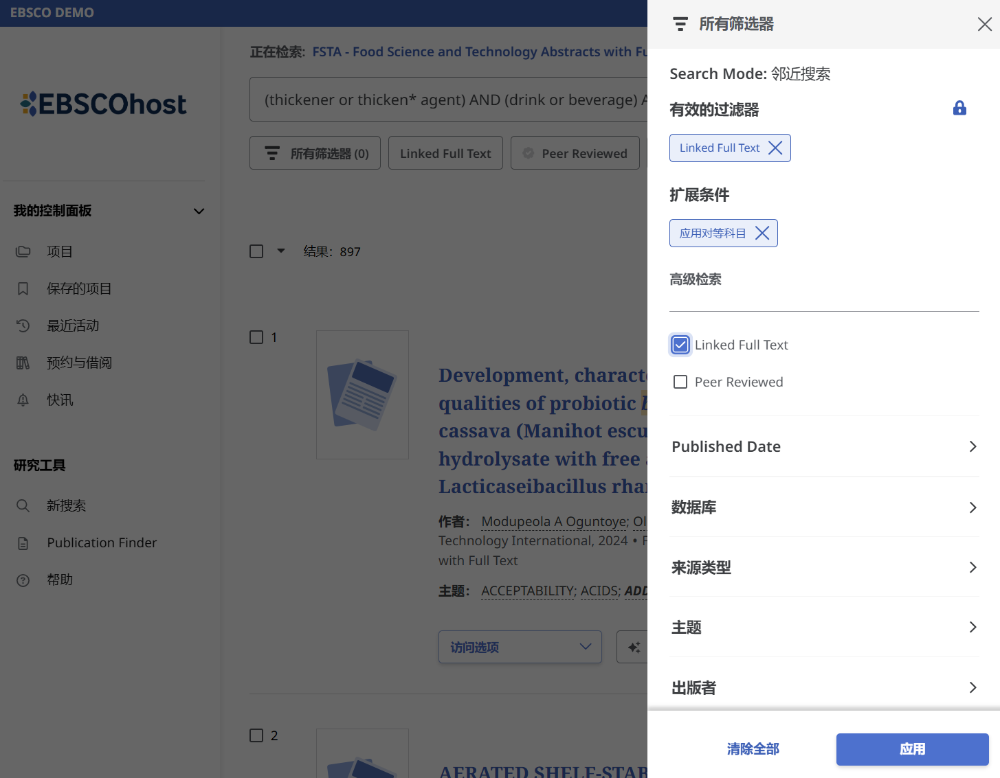 EBSCO DEMO
EBSCOhost
我的控制面板
项目
保存的项目
最近活动
预约与借阅
快讯
研究工具
新搜索
Publication Finder
帮助
正在检索: FSTA - Food Science and Technology Abstracts with Fu
(thickener or thicken* agent) AND (drink or beverage) A
所有筛选器 (0)
Linked Full Text
Peer Reviewed
结果: 897
1
Development, characte
qualities of probiotic b
cassava (Manihot escu
hydrolysate with free a
Lacticaseibacillus rha
作者: Modupeola A Oguntoye; Ol
Technology International, 2024 • F
with Full Text
主题: ACCEPTABILITY; ACIDS; ADD
访问选项
2
AERATED SHELF-STAB
所有筛选器
Search Mode: 邻近搜索
有效的过滤器
Linked Full Text
扩展条件
应用对等科目
高级检索
Linked Full Text
Peer Reviewed
Published Date
数据库
来源类型
主题
出版者
清除全部
应用